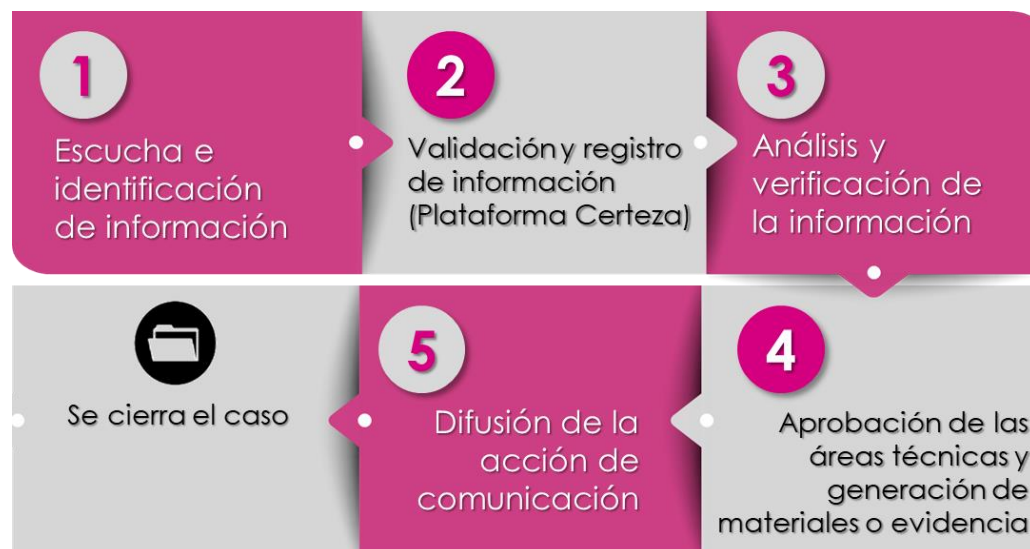 1
Escucha e
identificación
de información
2
Validación y registro
de información
(Plataforma Certeza)
3
Análisis y
verificación de
la información
4
Aprobación de las
áreas técnicas y
generación de
materiales o evidencia
5
Difusión de la
acción de
comunicación
Se cierra el caso